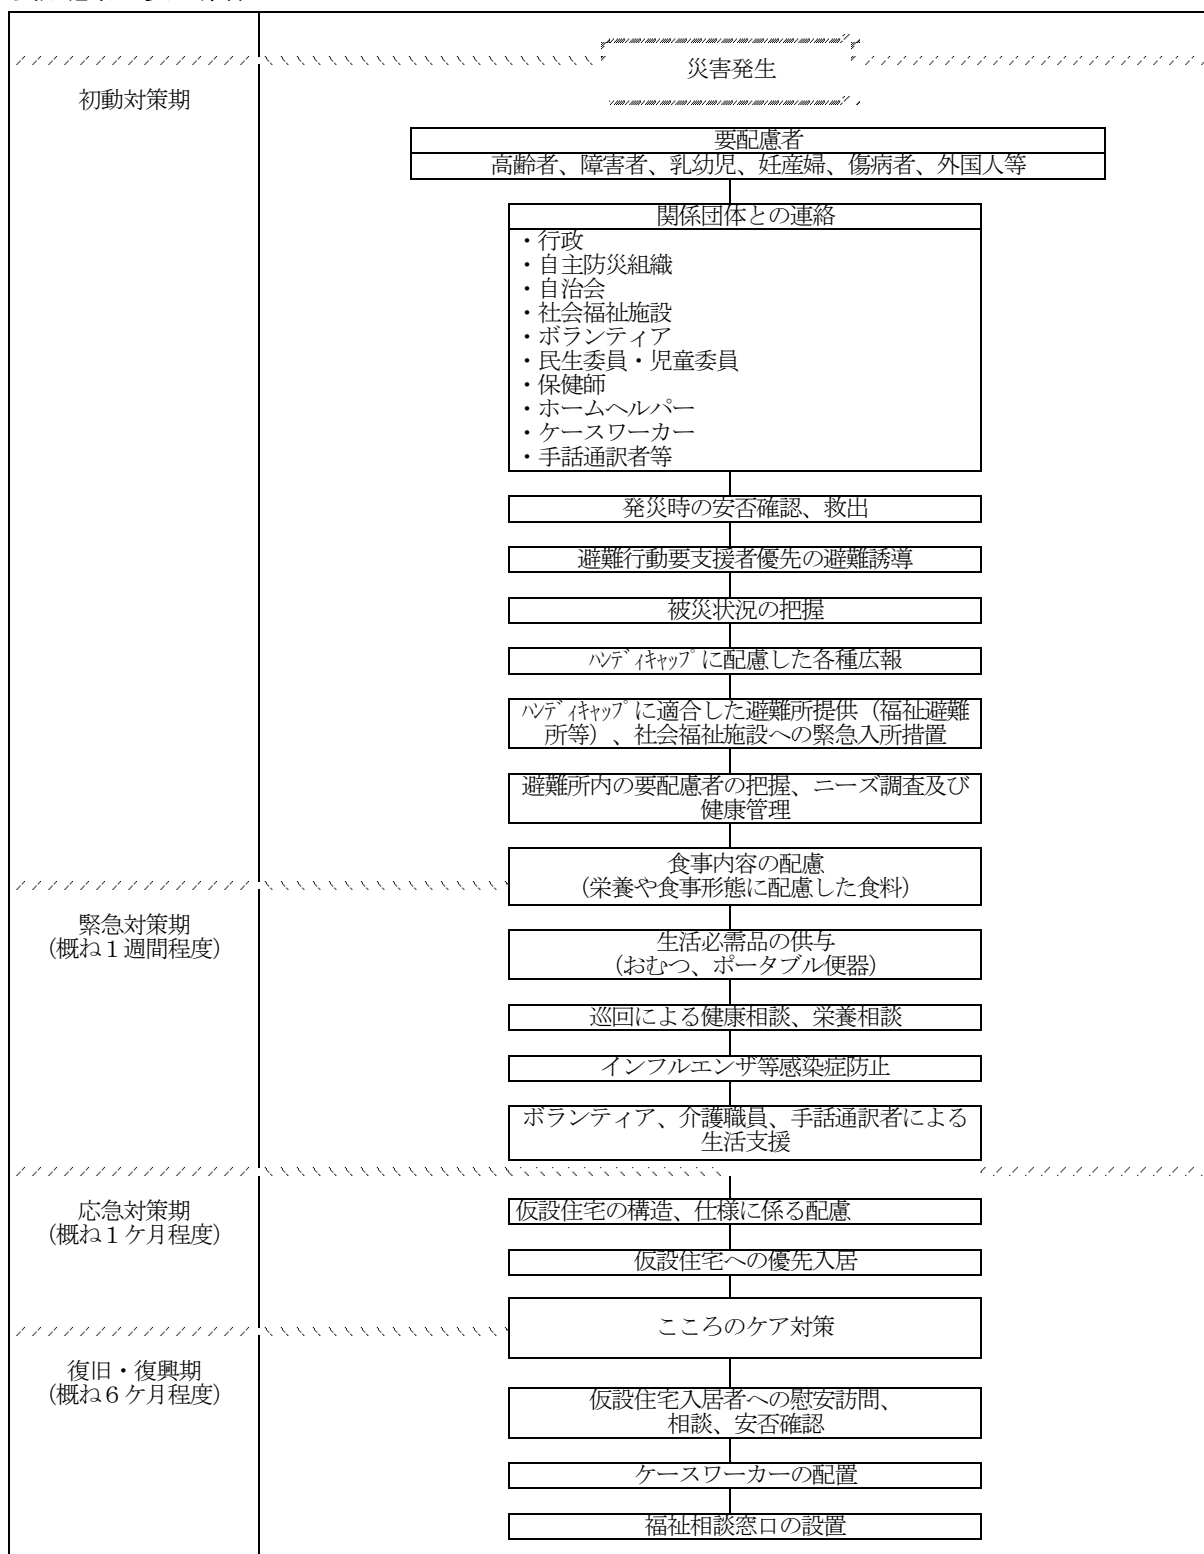 災害発生
初動対策期
要配慮者
高齢者、障害者、乳幼児、妊産婦、傷病者、外国人等
関係団体との連絡
・行政
・自主防災組織
・自治会
・社会福祉施設
・ボランティア
・民生委員・児童委員
・保健師
・ホームヘルパー
・ケースワーカー
・手話通訳者等
発災時の安否確認、救出
避難行動要支援者優先の避難誘導
被災状況の把握
ﾊﾝﾃﾞｨｷｬｯﾌﾟに配慮した各種広報
ﾊﾝﾃﾞｨｷｬｯﾌﾟに適合した避難所提供（福祉避難
所等）、社会福祉施設への緊急入所措置
避難所内の要配慮者の把握、ニーズ調査及び
健康管理
食事内容の配慮
（栄養や食事形態に配慮した食料）
緊急対策期
（概ね１週間程度）
生活必需品の供与
（おむつ、ポータブル便器）
巡回による健康相談、栄養相談
インフルエンザ等感染症防止
ボランティア、介護職員、手話通訳者による
生活支援
応急対策期
（概ね１ケ月程度）
仮設住宅の構造、仕様に係る配慮
仮設住宅への優先入居
こころのケア対策
復旧・復興期
（概ね６ケ月程度）
仮設住宅入居者への慰安訪問、
相談、安否確認
ケースワーカーの配置
福祉相談窓口の設置